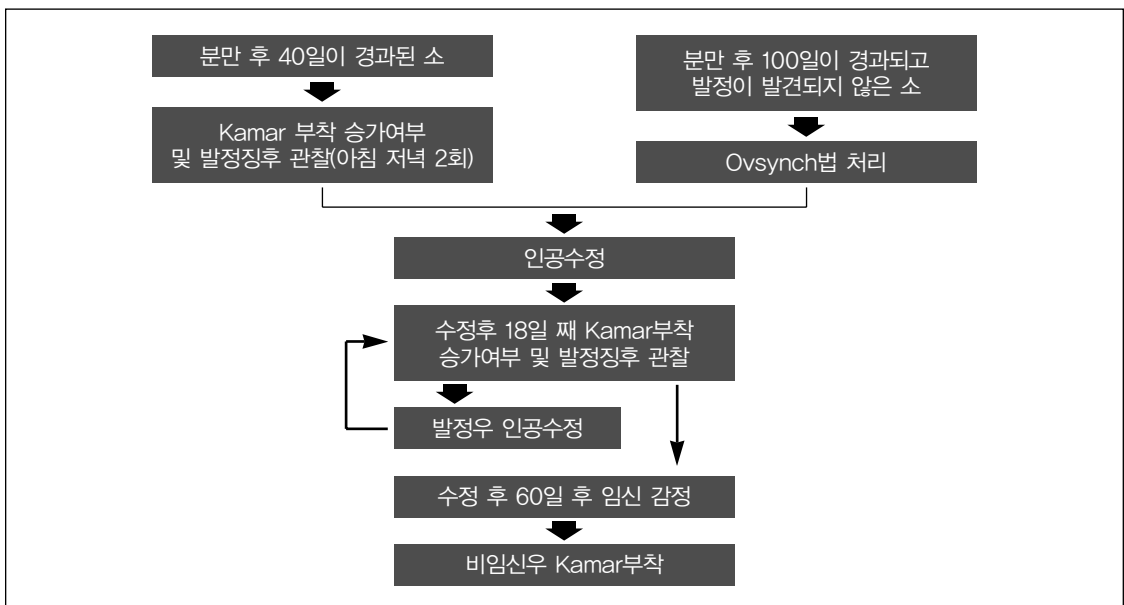 분만 후 40일이 경과된 소
Kamar 부착 승가여부
및 발정징후 관찰(아침 저녁 2회)
분만 후 100일이 경과되고
발정이 발견되지 않은 소
Ovsynch법 처리
인공수정
수정후 18일 째 Kamar부착
승가여부 및 발정징후 관찰
발정우 인공수정
수정 후 60일 후 임신 감정
비임신우 Kamar부착